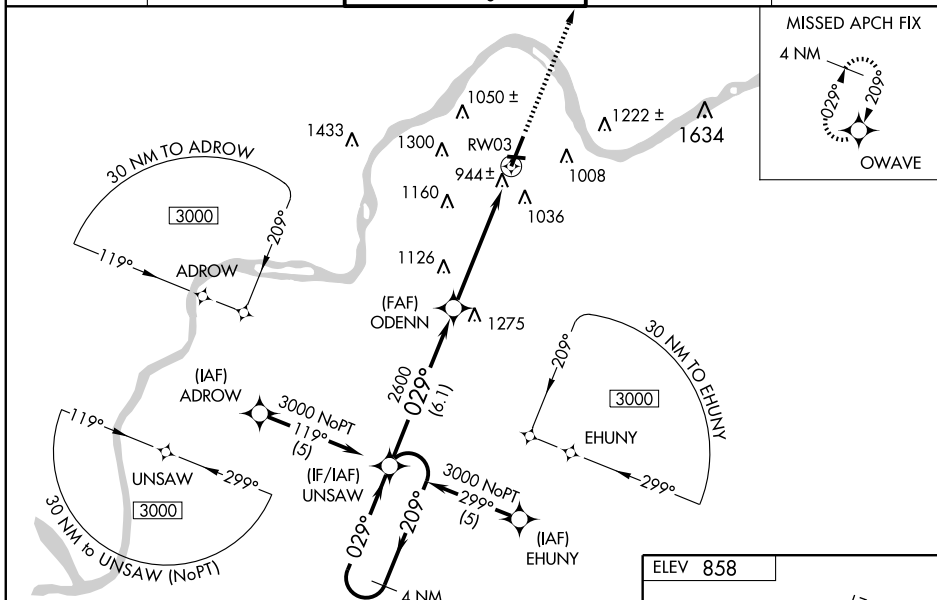 MISSED APCH FIX
4 NM
029°
209°
OWAVE
1050 ±
1433
1300
RW03
1222 ±
1634
944 ±
1008
1160
1036
1126
30 NM TO ADROW
3000
209°
119°
ADROW
(FAF)
ODENN
1275
30 NM TO EHUNY
209°
3000
EHUNY
299°
2600
029°
(6.1)
(IAF)
ADROW
3000 NoPT
119°
(5)
119°
UNSAW
299°
3000
30 NM to UNSAW (NoPT)
(IF/IAF)
UNSAW
3000 NoPT
299°
(5)
(IAF)
EHUNY
029°
209°
4 NM
ELEV 858